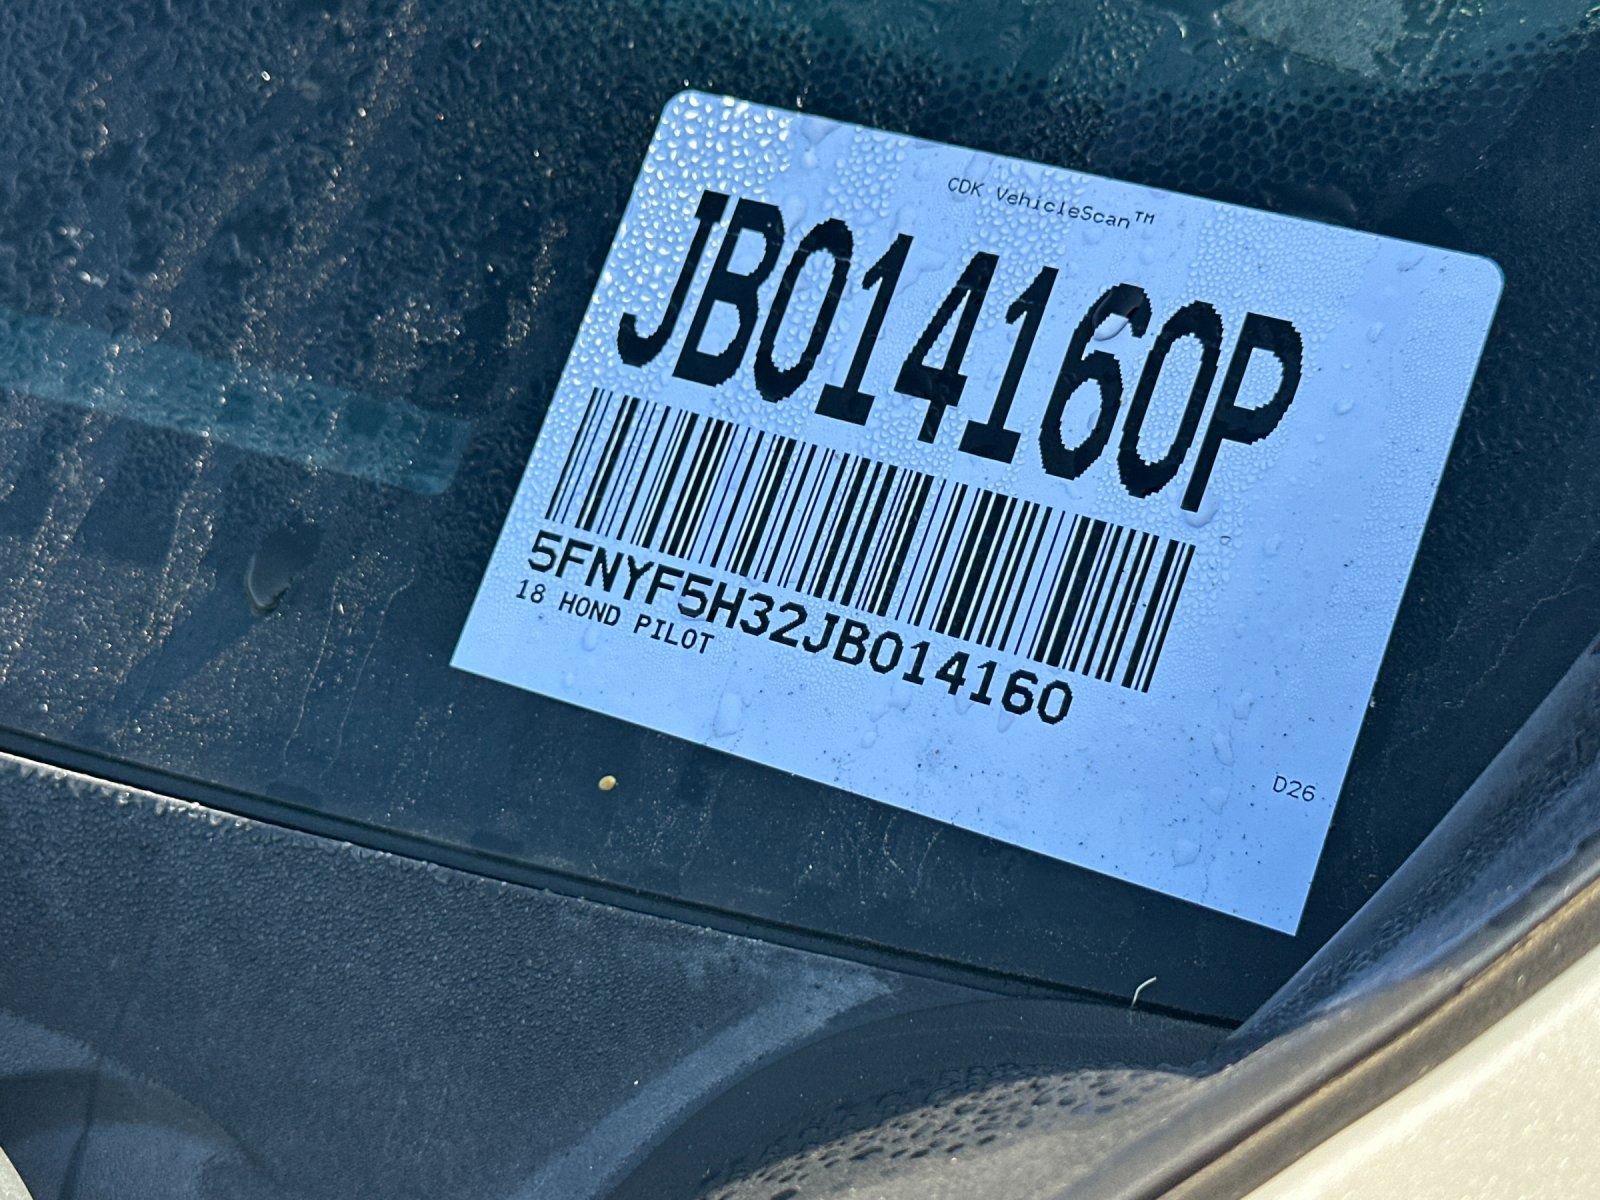 CDK VehicleScan™
JB014160P
5FNYF5H32JB014160
18 HOND PILOT
D26